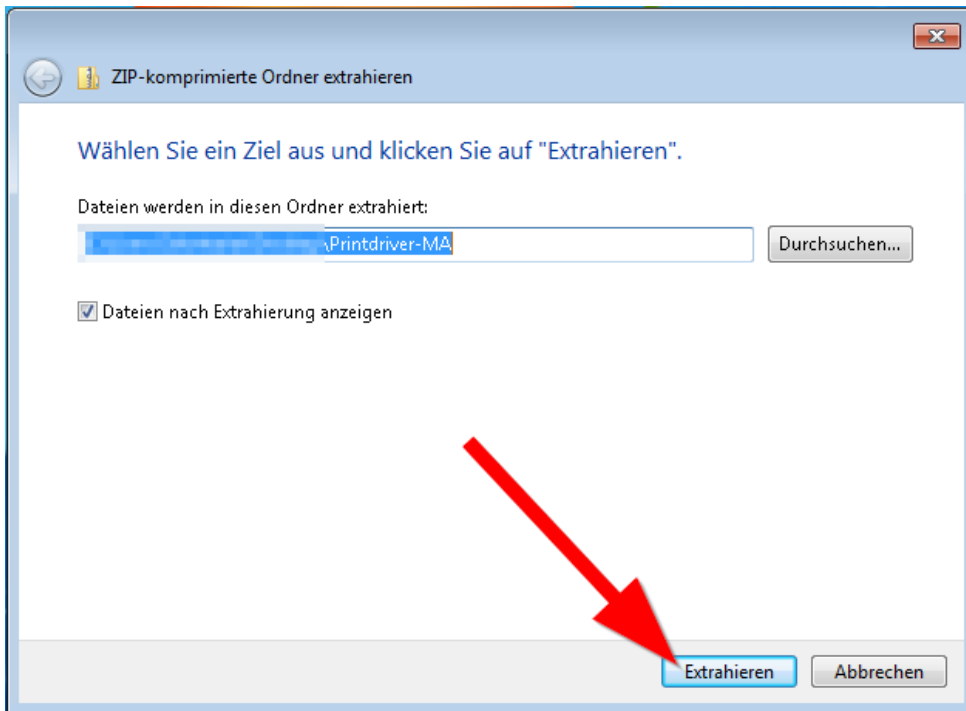 ZIP-komprimierte Ordner extrahieren
Wählen Sie ein Ziel aus und klicken Sie auf "Extrahieren".
Dateien werden in diesen Ordner extrahiert:
\Printdriver-MA
Durchsuchen...
Dateien nach Extrahierung anzeigen
Extrahieren
Abbrechen